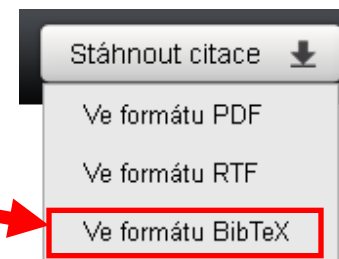 Stáhnout citace
Ve formátu PDF
Ve formátu RTF
Ve formátu BibTeX